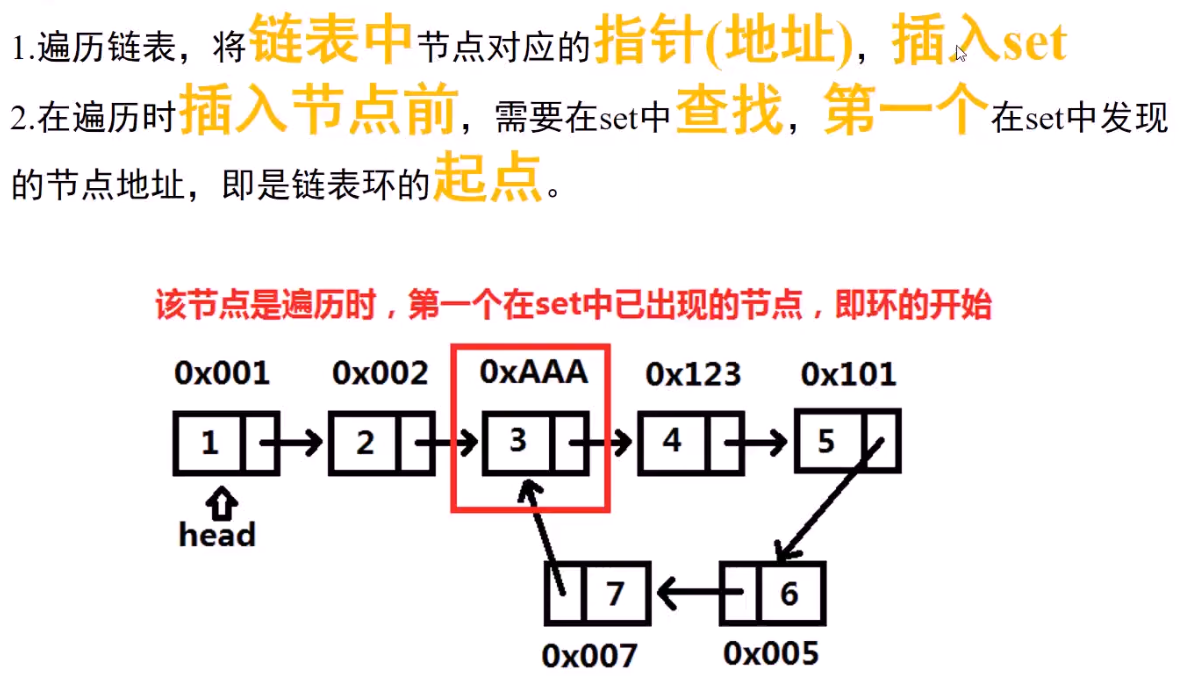 1.遍历链表，将链表中节点对应的指针(地址)，插入set
2.在遍历时插入节点前，需要在set中查找，第一个在set中发现
的节点地址，即是链表环的起点。
该节点是遍历时，第一个在set中已出现的节点，即环的开始
0x001 0x002 0xAAA 0x123 0x101
1 2 3 4 5
head
7 6
0x007 0x005